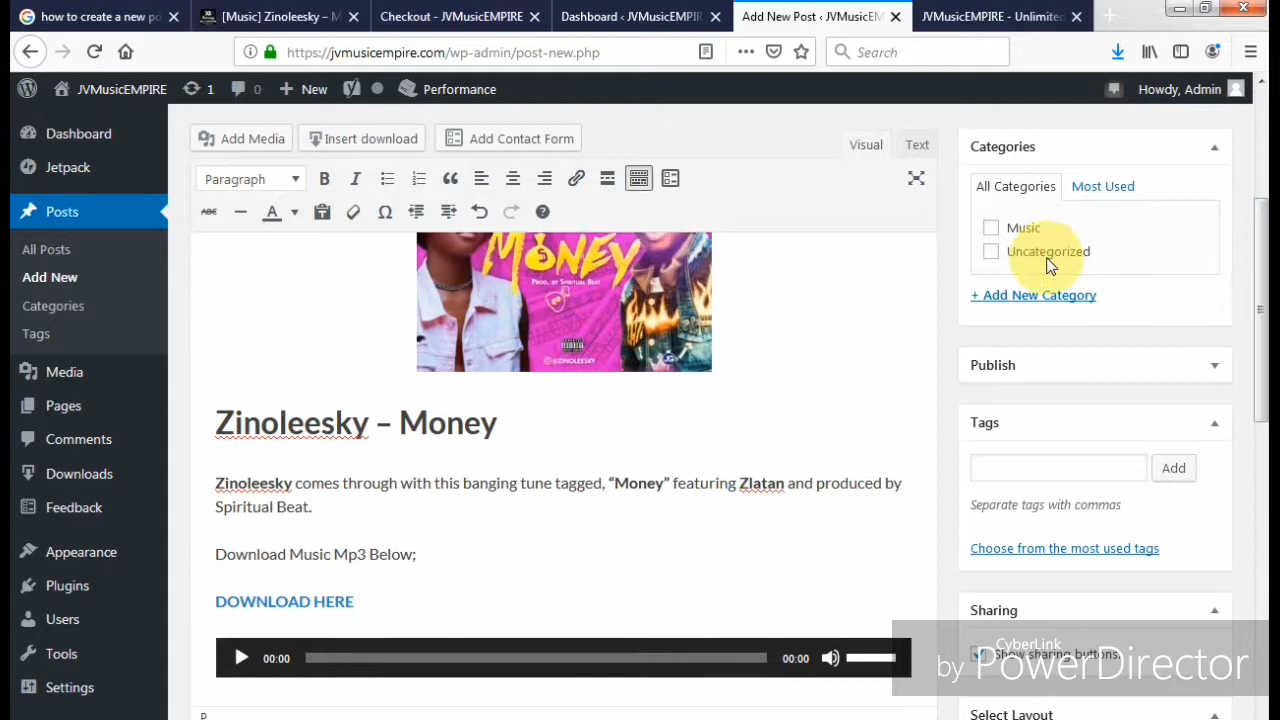 how to create a new po
[Music] Zinoleesky – M
Checkout - JVMusicEMPIRE
Dashboard ‹ JVMusicEMPIR
Add New Post ‹ JVMusicEM
JVMusicEMPIRE - Unlimited
https://jvmusicempire.com/wp-admin/post-new.php
Search
JVMusicEMPIRE
1
0
New
Performance
Howdy, Admin
Dashboard
Jetpack
Posts
All Posts
Add New
Categories
Tags
Media
Pages
Comments
Downloads
Feedback
Appearance
Plugins
Users
Tools
Settings
Add Media
Insert download
Add Contact Form
Visual
Text
Paragraph
MONEY
PROD. BY SPIRITUAL BEAT
@ZINOLEESKY
Zinoleesky – Money
Zinoleesky comes through with this banging tune tagged, “Money” featuring Zlatan and produced by
Spiritual Beat.
Download Music Mp3 Below;
DOWNLOAD HERE
00:00
00:00
P
Categories
All Categories
Most Used
Music
Uncategorized
+ Add New Category
Publish
Tags
Add
Separate tags with commas
Choose from the most used tags
Sharing
Show sharing buttons.
Select Layout
CyberLink
by PowerDirector